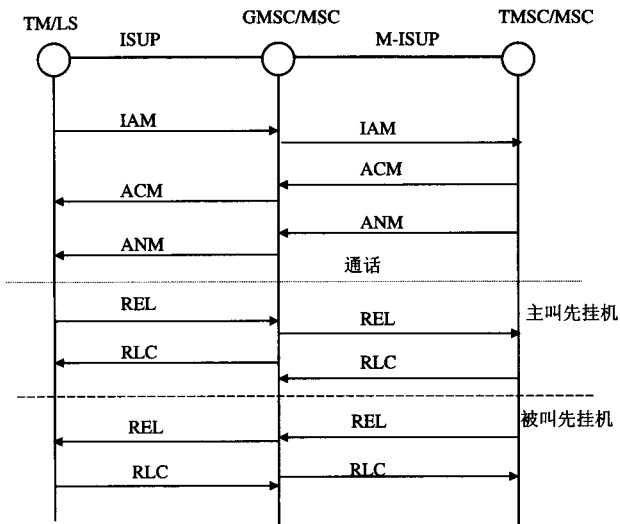 TM/LS
GMSC/MSC
TMSC/MSC
ISUP
M-ISUP
IAM
IAM
ACM
ACM
ANM
ANM
通话
REL
REL
主叫先挂机
RLC
RLC
REL
REL
被叫先挂机
RLC
RLC